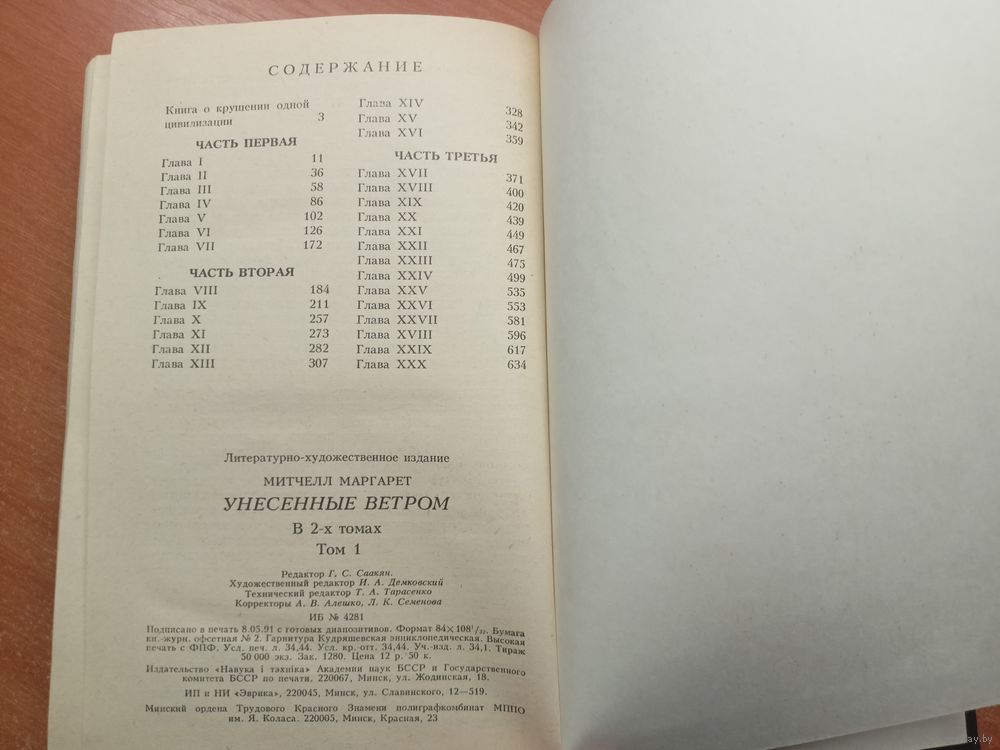 СОДЕРЖАНИЕ
Книга о крушении одной
цивилизации 3
ЧАСТЬ ПЕРВАЯ
Глава I 11
Глава II 36
Глава III 58
Глава IV 86
Глава V 102
Глава VI 126
Глава VII 172
ЧАСТЬ ВТОРАЯ
Глава VIII 184
Глава IX 211
Глава X 257
Глава XI 273
Глава XII 282
Глава XIII 307
Глава XIV 328
Глава XV 342
Глава XVI 359
ЧАСТЬ ТРЕТЬЯ
Глава XVII 371
Глава XVIII 400
Глава XIX 420
Глава XX 439
Глава XXI 449
Глава XXII 467
Глава XXIII 475
Глава XXIV 499
Глава XXV 535
Глава XXVI 553
Глава XXVII 581
Глава XVIII 596
Глава XXIX 617
Глава XXX 634
Литературно-художественное издание
МИТЧЕЛЛ МАРГАРЕТ
УНЕСЕННЫЕ ВЕТРОМ
В 2-х томах
Том 1
Редактор Г. С. Саакян.
Художественный редактор И. А. Демковский
Технический редактор Т. А. Тарасенко
Корректоры А. В. Алешко, Л. К. Семенова
ИБ № 4281
Подписано в печать 8.05.91 с готовых диапозитивов. Формат 84×108¹/₃₂. Бумага
кн.-журн. офсетная № 2. Гарнитура Кудряшевская энциклопедическая. Высокая
печать с ФПФ. Усл. печ. л. 34,44. Усл. кр.-отт. 34,44. Уч.-изд. л. 34,1. Тираж
50 000 экз. Зак. 1280. Цена 12 р. 50 к.
Издательство «Навука і тэхніка» Академии наук БССР и Государственного
комитета БССР по печати. 220067, Минск, ул. Жодинская, 18.
ИП и НИ «Эврика», 220045, Минск, ул. Славинского, 12—519.
Минский ордена Трудового Красного Знамени полиграфкомбинат МППО
им. Я. Коласа. 220005, Минск, Красная, 23